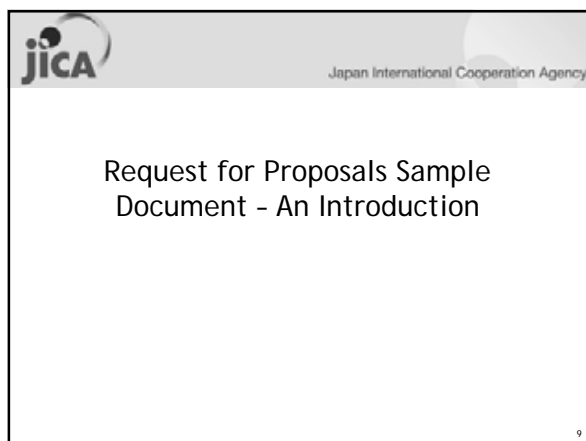 jICA
Japan International Cooperation Agency
Request for Proposals Sample
Document - An Introduction
9